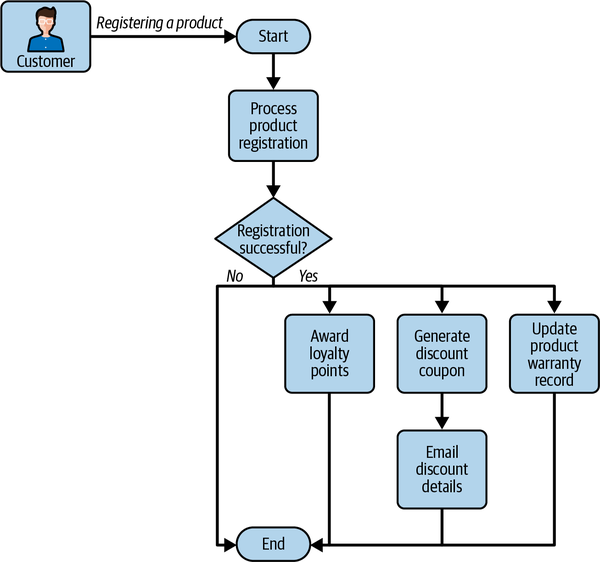 Registering a product
Customer
Start
Process
product
registration
Registration
successful?
No
Yes
Award
loyalty
points
Generate
discount
coupon
Update
product
warranty
record
Email
discount
details
End